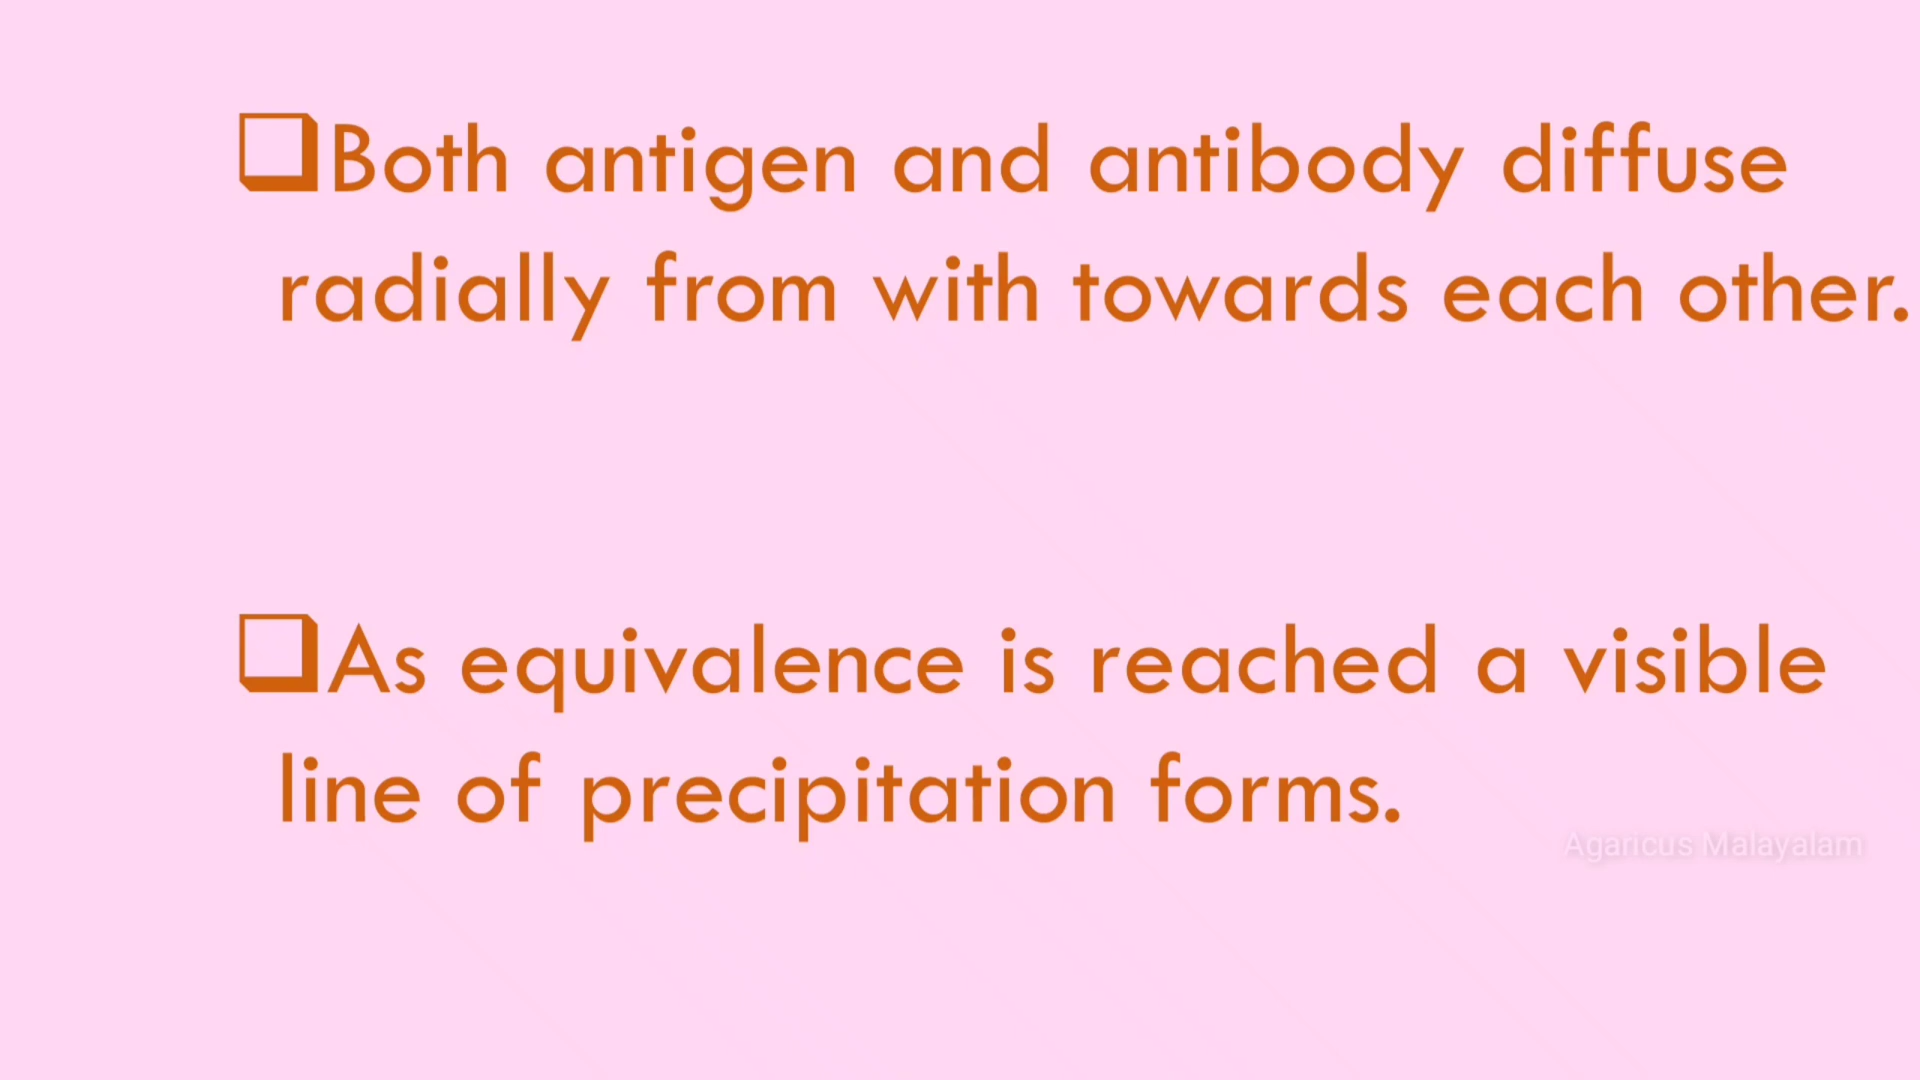 ❑Both antigen and antibody diffuse
radially from with towards each other.
❑As equivalence is reached a visible
line of precipitation forms.
Agaricus Malayalam